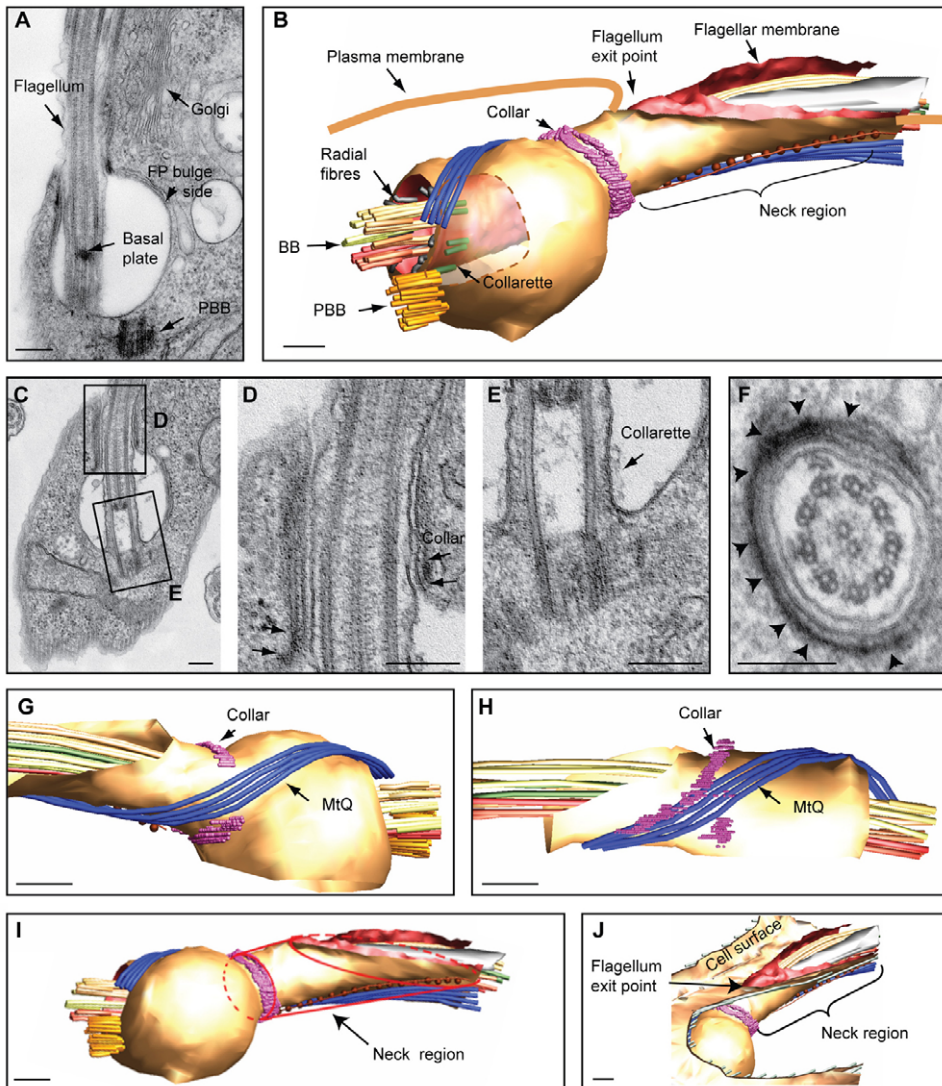 A
Flagellum
Golgi
FP bulge
side
Basal
plate
PBB
B
Plasma membrane
Flagellum
exit point
Flagellar membrane
Collar
Radial
fibres
BB
PBB
Collarette
Neck region
C
D
E
D
Collar
E
Collarette
F
G
Collar
MtQ
H
Collar
MtQ
I
Neck region
J
Cell surface
Flagellum
exit point
Neck region